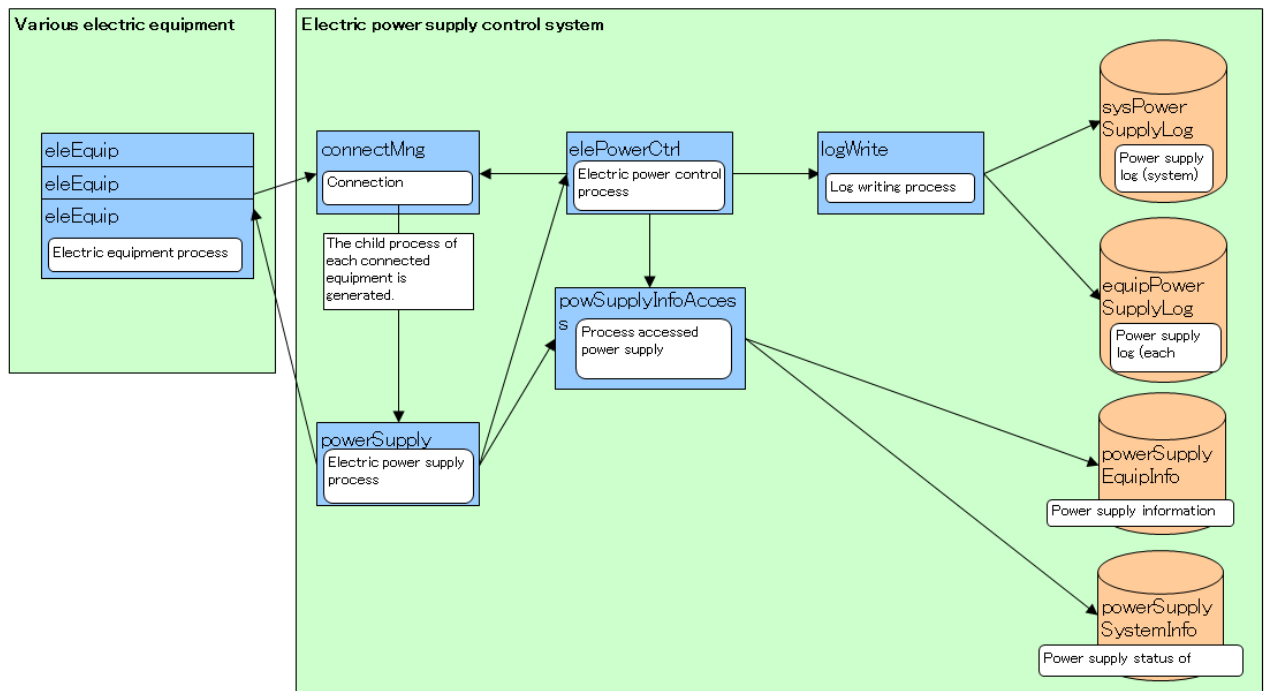 Various electric equipment
Electric power supply control system
eleEquip
eleEquip
eleEquip
Electric equipment process
connectMng
Connection
The child process of
each connected
equipment is
generated.
powerSupply
Electric power supply
process
elePowerCtrl
Electric power control
process
powSupplyInfoAcces
s
Process accessed
power supply
logWrite
Log writing process
sysPower
SupplyLog
Power supply
log (system)
equipPower
SupplyLog
Power supply
log (each
powerSupply
EquipInfo
Power supply information
powerSupply
SystemInfo
Power supply status of